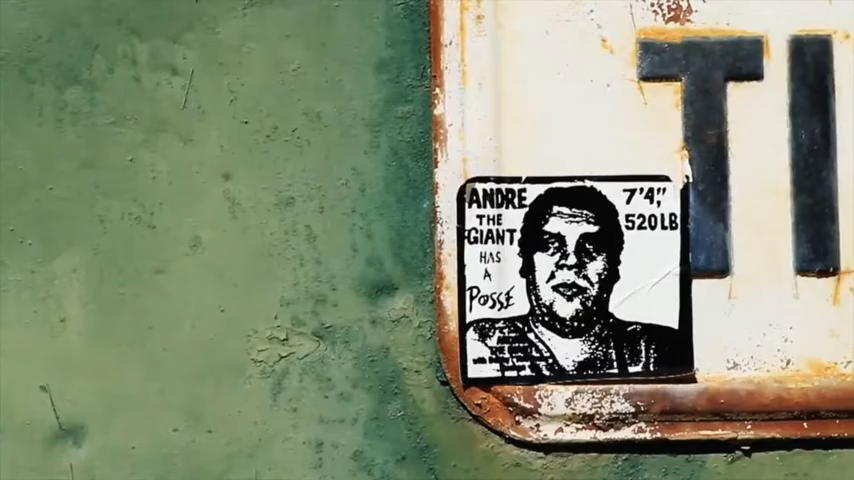 TI
ANDRE
THE
GIANT
HAS
A
POSSE
7'4",
520LB